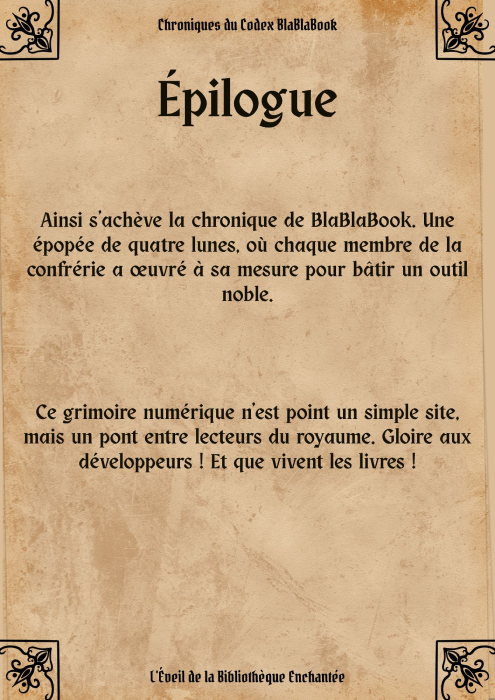 Chroniques du Codex BlaBlaBook
Épilogue
Ainsi s'achève la chronique de BlaBlaBook. Une
épopée de quatre lunes, où chaque membre de la
confrérie a œuvré à sa mesure pour bâtir un outil
noble.
Ce grimoire numérique n'est point un simple site,
mais un pont entre lecteurs du royaume. Gloire aux
développeurs ! Et que vivent les livres !
L'Éveil de la Bibliothèque Enchantée